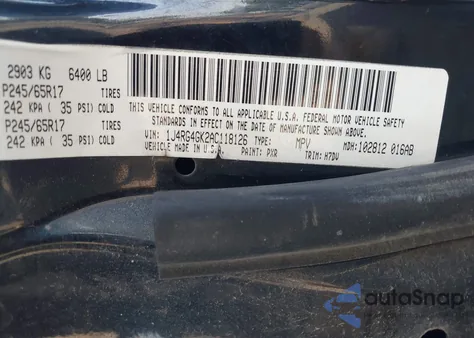 2903 KG 6400 LB
P245/65R17 TIRES
242 KPA ( 35 PSI) COLD
P245/65R17 TIRES
242 KPA ( 35 PSI) COLD
THIS VEHICLE CONFORMS TO ALL U.S.A. FEDERAL MOTOR VEHICLE SAFETY
STANDARDS IN EFFECT ON THE DATE OF MANUFACTURE SHOWN ABOVE.
VIN: 1J4RG4GK2AC118126 TYPE: MPV MDH: 102812 016AB
VEHICLE MADE IN U.S.A. PAINT: PXR TRIM: H7DV
autoSnap